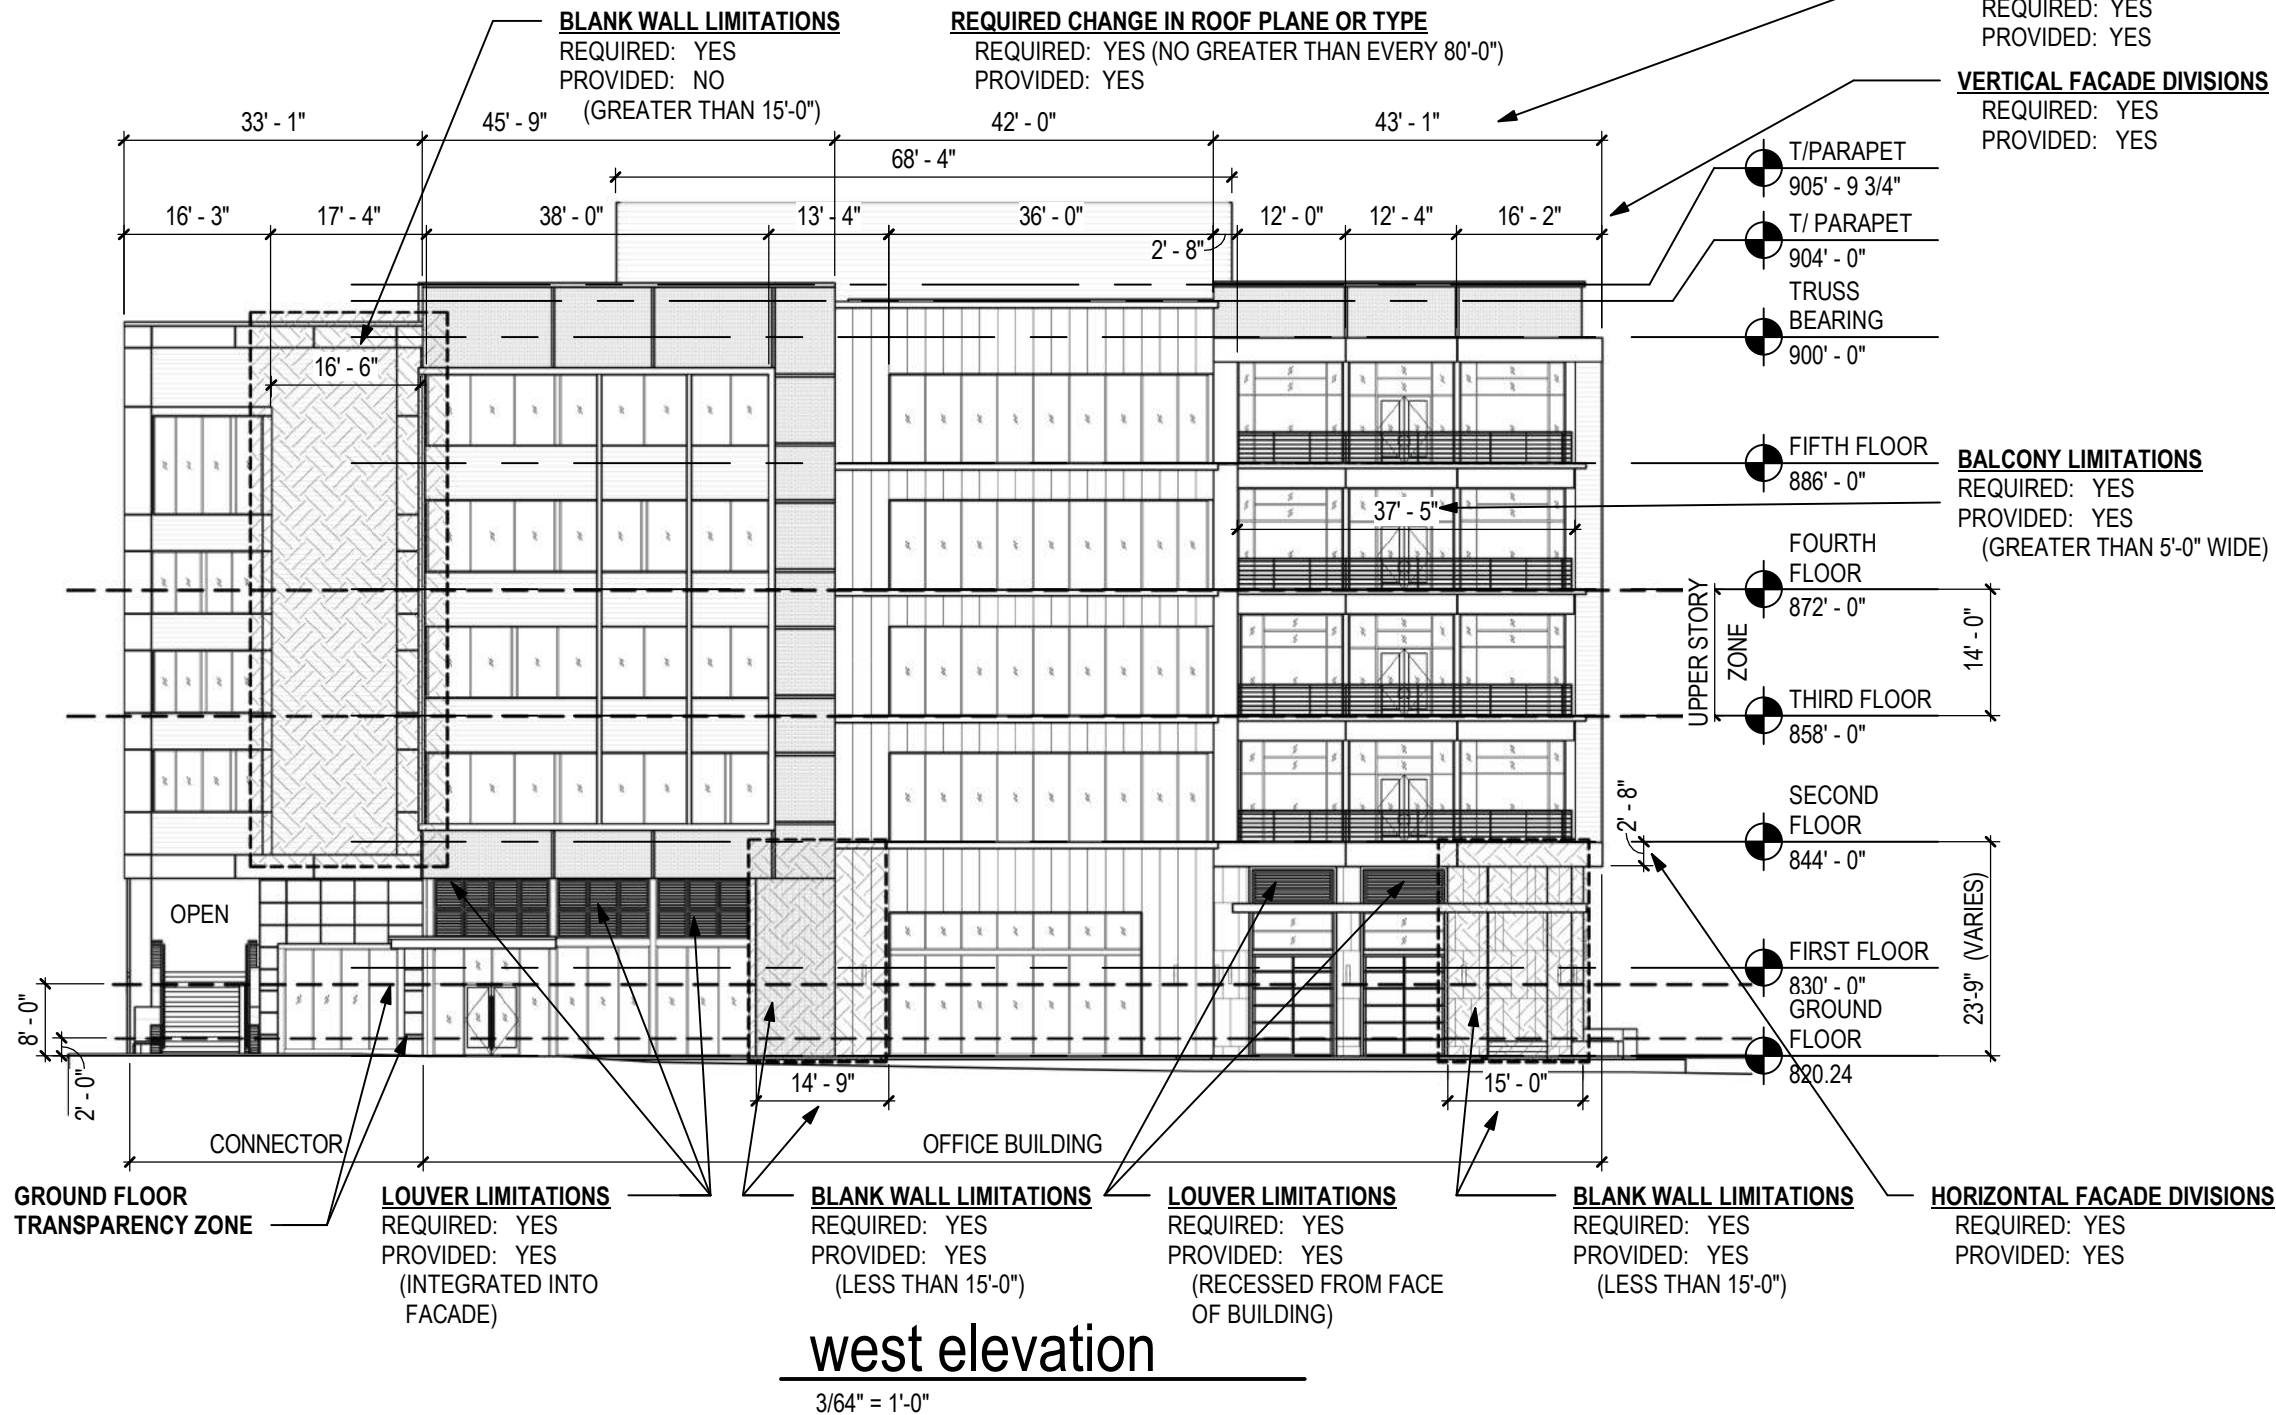 BLANK WALL LIMITATIONS
REQUIRED: YES
PROVIDED: NO
(GREATER THAN 15'-0")
REQUIRED CHANGE IN ROOF PLANE OR TYPE
REQUIRED: YES (NO GREATER THAN EVERY 80'-0")
PROVIDED: YES
REQUIRED: YES
PROVIDED: YES
VERTICAL FACADE DIVISIONS
REQUIRED: YES
PROVIDED: YES
33' - 1"
45' - 9"
42' - 0"
43' - 1"
68' - 4"
16' - 3"
17' - 4"
38' - 0"
13' - 4"
36' - 0"
2' - 8"
12' - 0"
12' - 4"
16' - 2"
T/PARAPET
905' - 9 3/4"
T/ PARAPET
904' - 0"
TRUSS
BEARING
900' - 0"
16' - 6"
FIFTH FLOOR
886' - 0"
BALCONY LIMITATIONS
REQUIRED: YES
PROVIDED: YES
(GREATER THAN 5'-0" WIDE)
37' - 5"
FOURTH
FLOOR
872' - 0"
UPPER STORY
ZONE
14' - 0"
THIRD FLOOR
858' - 0"
2' - 8"
SECOND
FLOOR
844' - 0"
23'-9" (VARIES)
OPEN
FIRST FLOOR
830' - 0"
GROUND
FLOOR
820.24
8' - 0"
2' - 0"
14' - 9"
15' - 0"
CONNECTOR
OFFICE BUILDING
GROUND FLOOR
TRANSPARENCY ZONE
LOUVER LIMITATIONS
REQUIRED: YES
PROVIDED: YES
(INTEGRATED INTO
FACADE)
BLANK WALL LIMITATIONS
REQUIRED: YES
PROVIDED: YES
(LESS THAN 15'-0")
LOUVER LIMITATIONS
REQUIRED: YES
PROVIDED: YES
(RECESSED FROM FACE
OF BUILDING)
BLANK WALL LIMITATIONS
REQUIRED: YES
PROVIDED: YES
(LESS THAN 15'-0")
HORIZONTAL FACADE DIVISIONS
REQUIRED: YES
PROVIDED: YES
west elevation
3/64" = 1'-0"